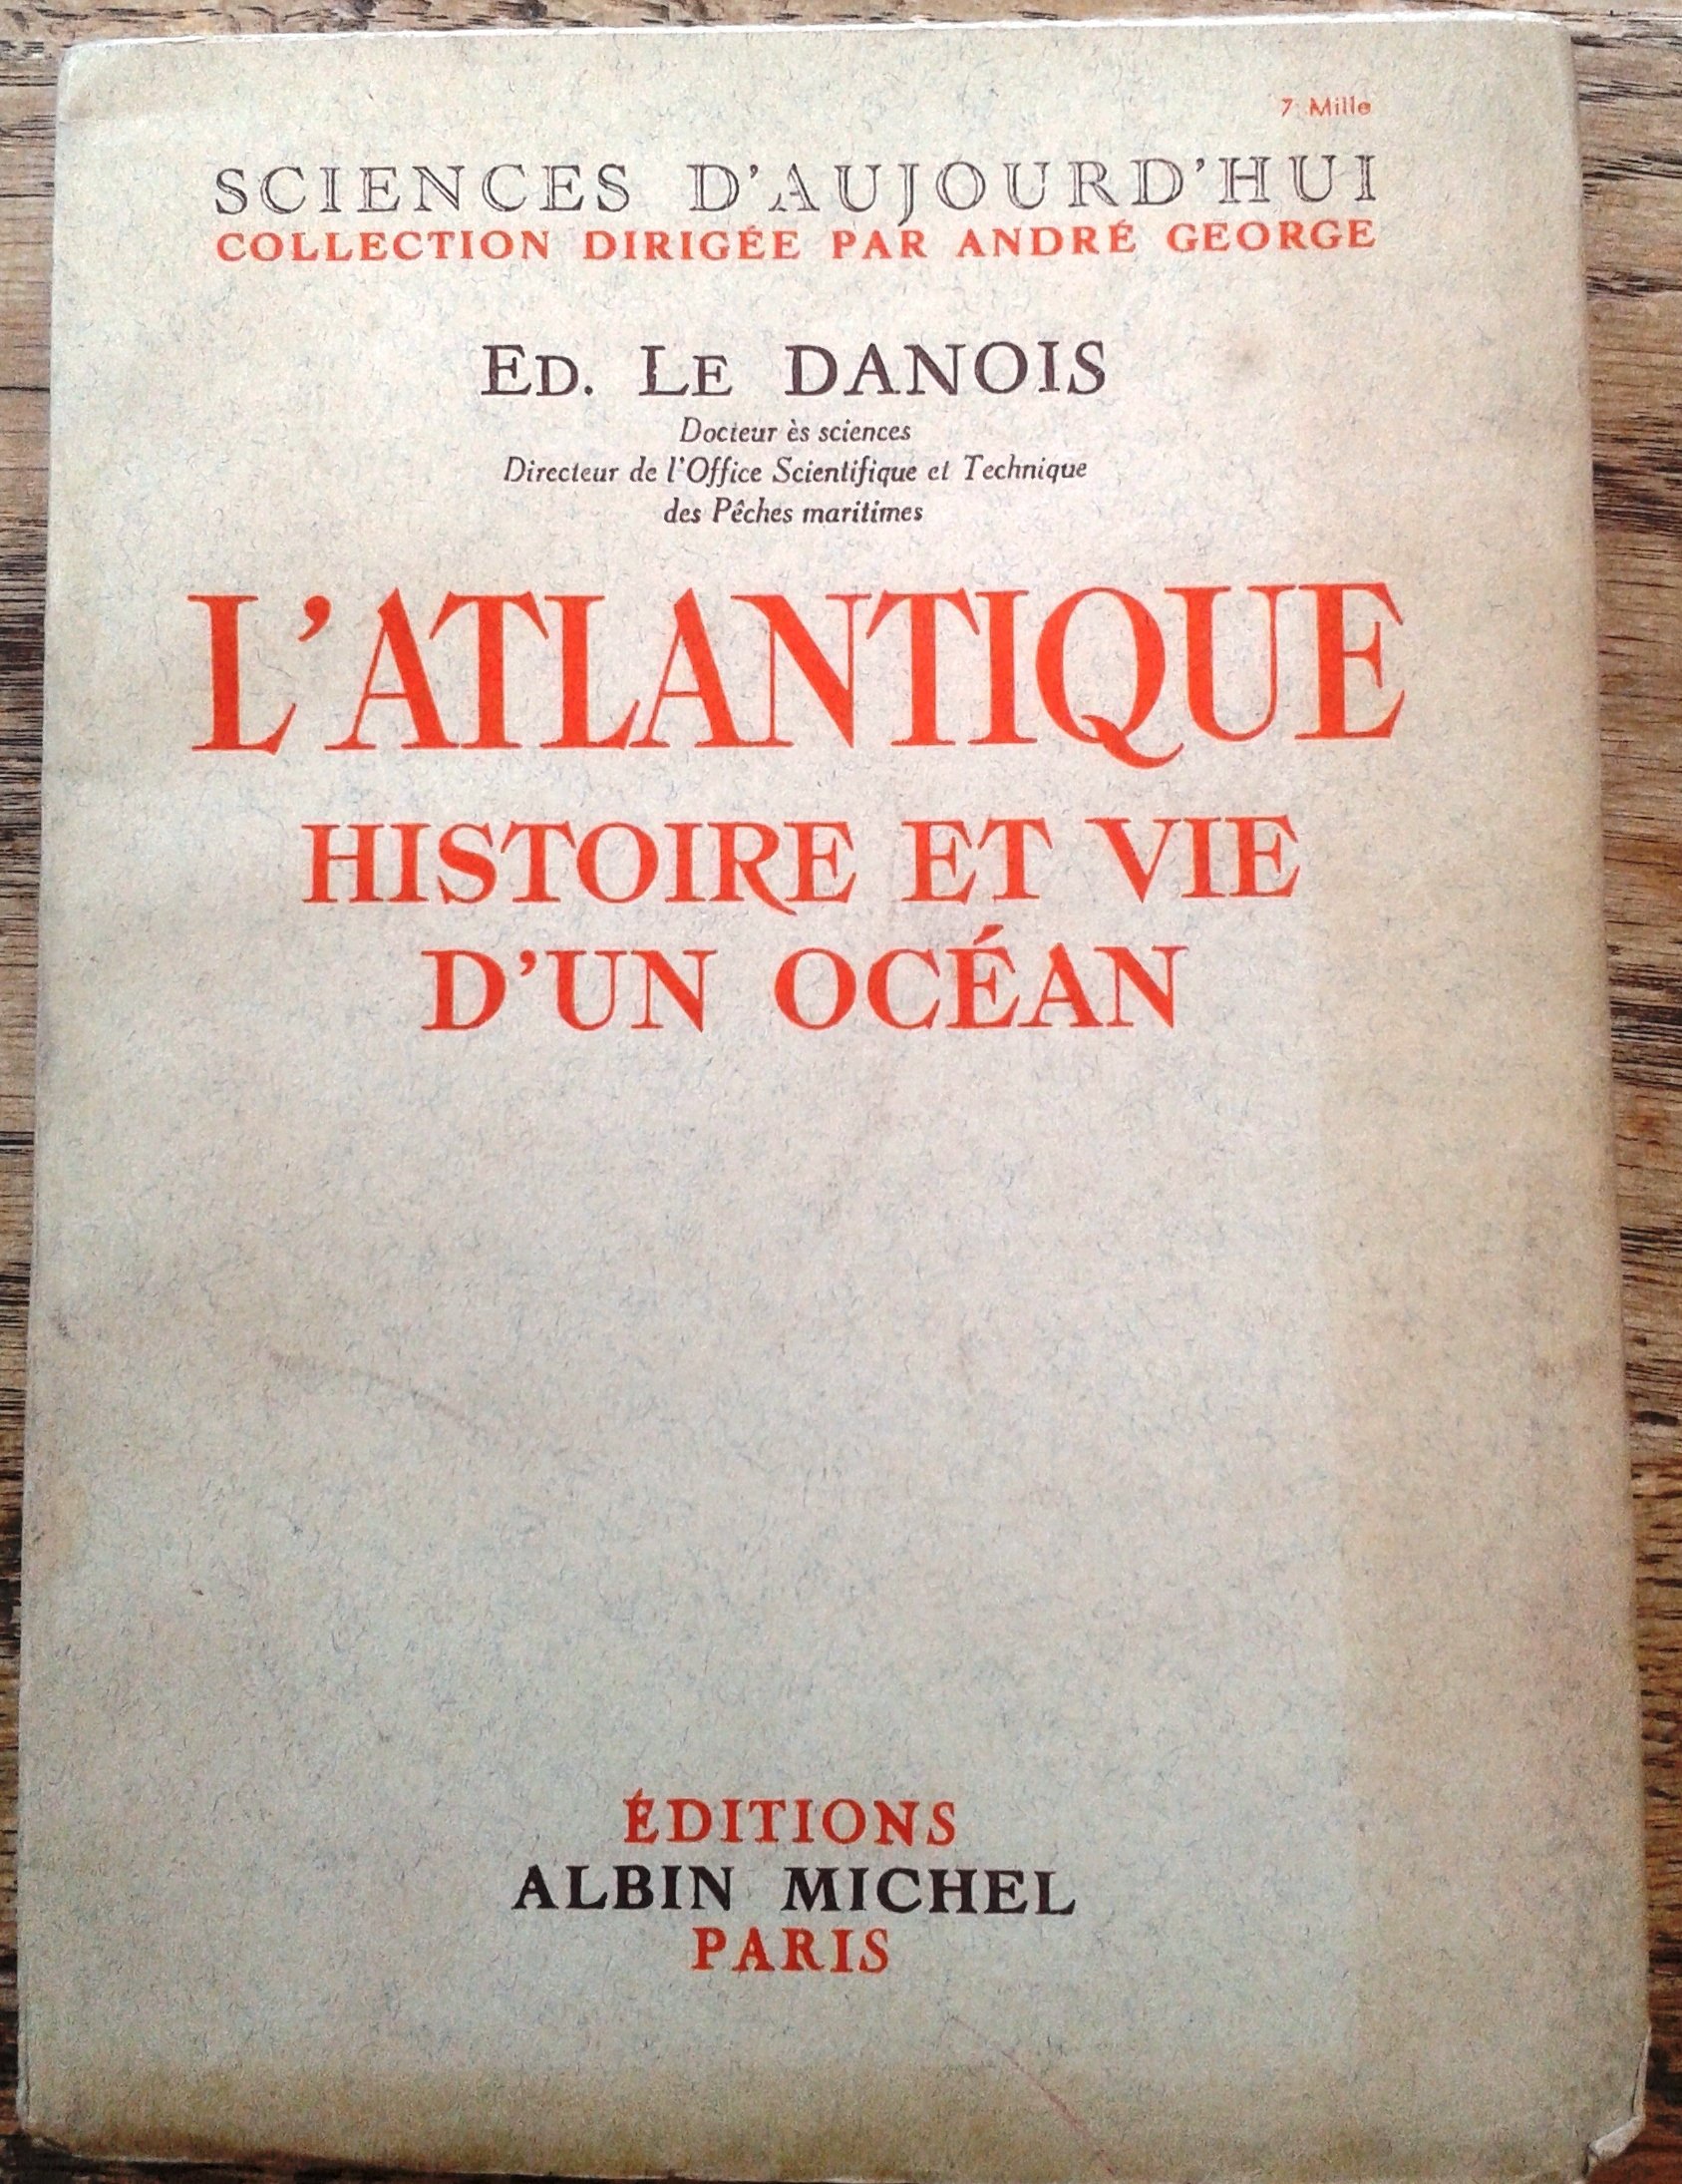 7. Mille
SCIENCES D'AUJOURD'HUI
COLLECTION DIRIGÉE PAR ANDRÉ GEORGE
ED. LE DANOIS
Docteur ès sciences
Directeur de l'Office Scientifique et Technique
des Pêches maritimes
L'ATLANTIQUE
HISTOIRE ET VIE
D'UN OCÉAN
ÉDITIONS
ALBIN MICHEL
PARIS